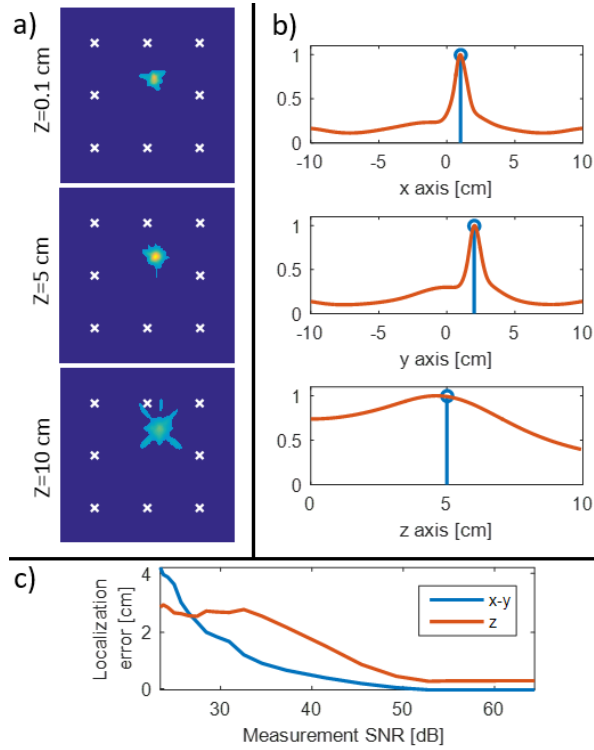 a)
Z=0.1 cm
Z=5 cm
Z=10 cm
b)
1
0.5
0
-10 -5 0 5 10
x axis [cm]
1
0.5
0
-10 -5 0 5 10
y axis [cm]
1
0.5
0
0 5 10
z axis [cm]
c)
Localization
error [cm]
4
2
0
x-y
z
30 40 50 60
Measurement SNR [dB]